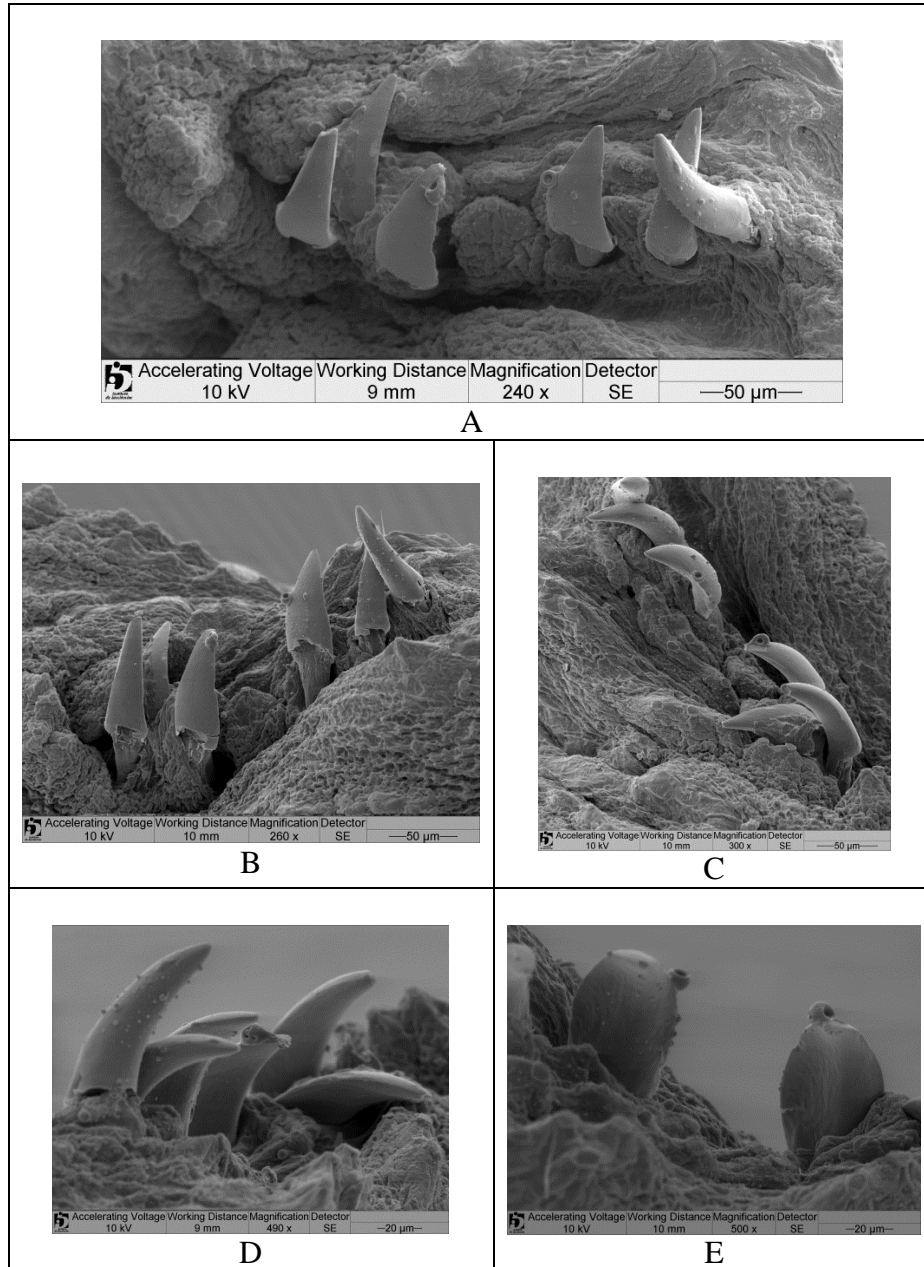 Accelerating Voltage Working Distance Magnification Detector
10 kV 9 mm 240 x SE 50 µm
A
Accelerating Voltage Working Distance Magnification Detector
10 kV 10 mm 260 x SE 50 µm
B
Accelerating Voltage Working Distance Magnification Detector
10 kV 10 mm 300 x SE 50 µm
C
Accelerating Voltage Working Distance Magnification Detector
10 kV 9 mm 490 x SE 20 µm
D
Accelerating Voltage Working Distance Magnification Detector
10 kV 10 mm 500 x SE 20 µm
E